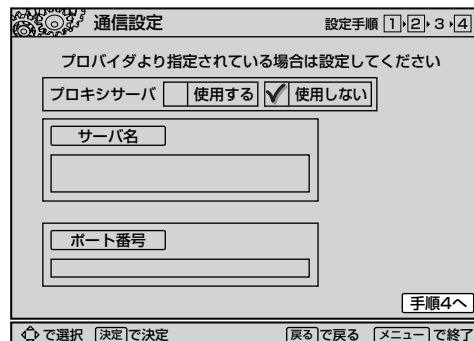 通信設定 設定手順 1 2 3 4
プロバイダより指定されている場合は設定してください
プロキシサーバ 使用する 使用しない
サーバ名
ポート番号
手順4へ
で選択 決定で決定 戻るで戻る メニューで終了